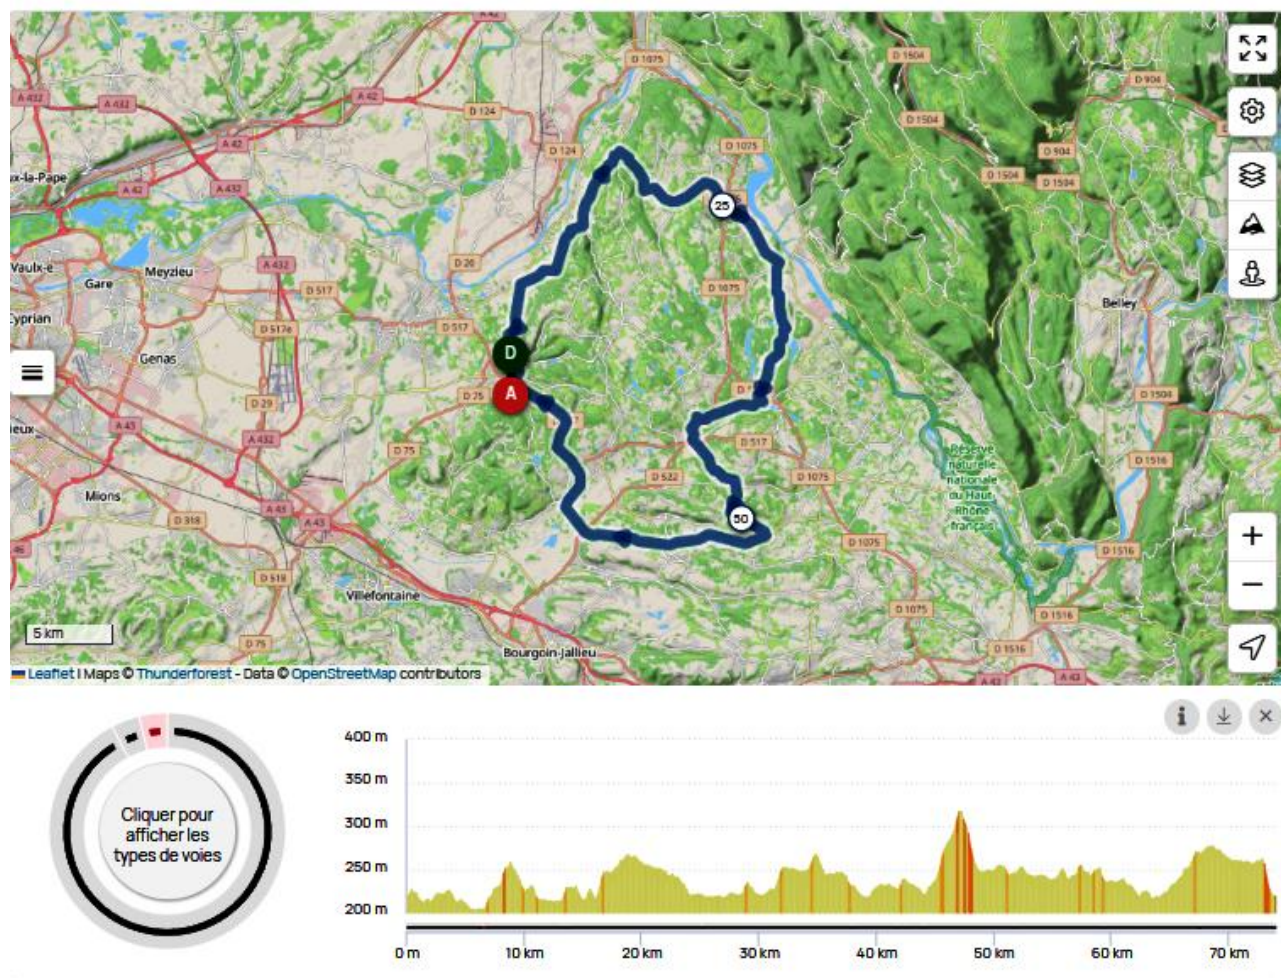 A 42
D 1075
D 1504
A 432
A 432
A 42
D 904
D 124
D 1504
A 42
D 124
D 1075
D 904
ux-la-Pape
D 1504
D 1504
A 42
A 432
25
Vaulx-e
Meyzieu
D 20
A 432
Gare
D 517
D 1075
Belley
Cyprian
D 517e
D 517
Genas
D
D 75
A
D 1504
D 29
A 43
A 432
D 75
D 517
Réserve
naturelle
nationale
du Haut-
Rhône
français
D 1516
D 522
D 1075
Mions
A 43
D 318
A 43
50
46
D 1075
D 1516
D 518
Villefontaine
D 1075
D 1516
5 km
D 75
Bourgoin-Jallieu
D 1516
A 43
A 43
Leaflet | Maps © Thunderforest - Data © OpenStreetMap contributors
Cliquer pour
afficher les
types de voies
400 m
350 m
300 m
250 m
200 m
0 m 10 km 20 km 30 km 40 km 50 km 60 km 70 km